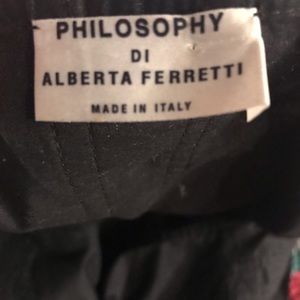 PHILOSOPHY
DI
ALBERTA FERRETTI
MADE IN ITALY